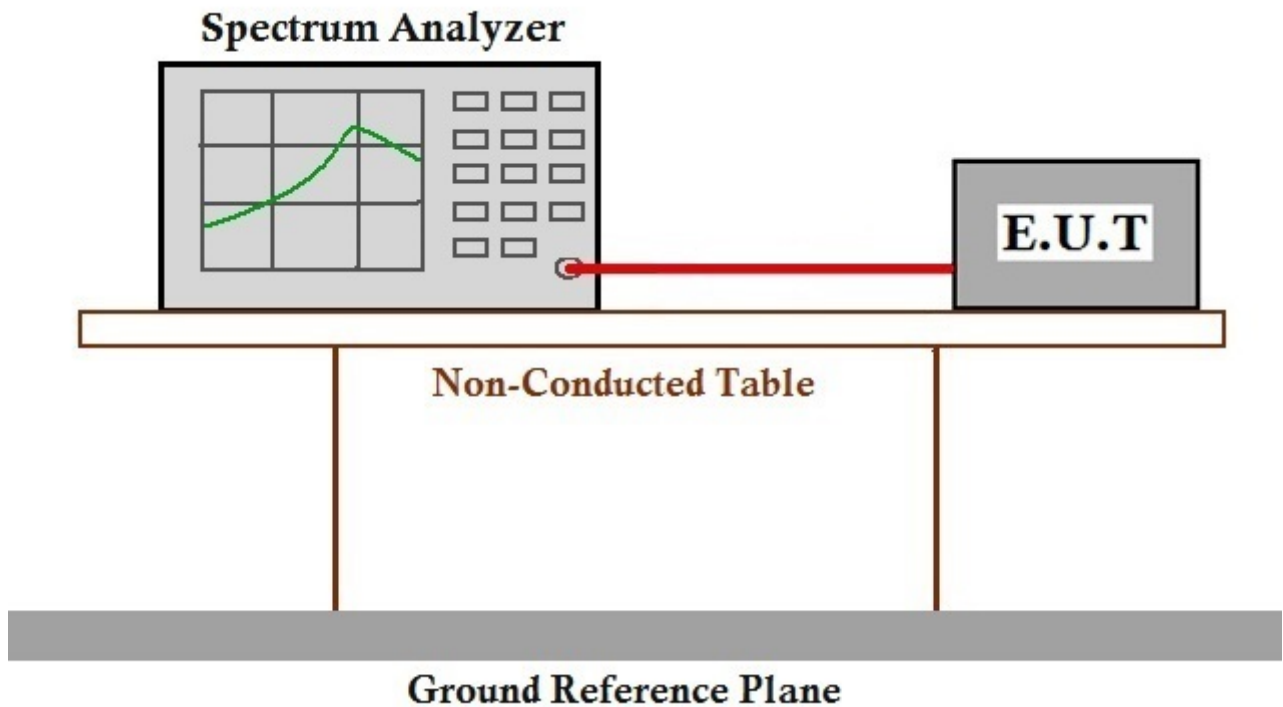 Spectrum Analyzer
E.U.T
Non-Conducted Table
Ground Reference Plane